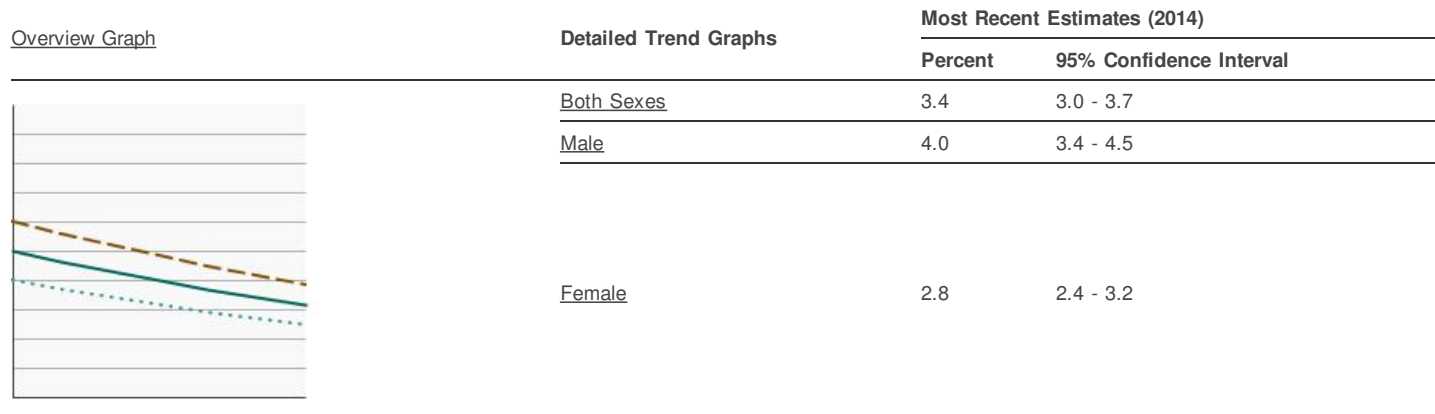 Overview Graph
Detailed Trend Graphs
Most Recent Estimates (2014)
Percent 95% Confidence Interval
Both Sexes 3.4 3.0 - 3.7
Male 4.0 3.4 - 4.5
Female 2.8 2.4 - 3.2